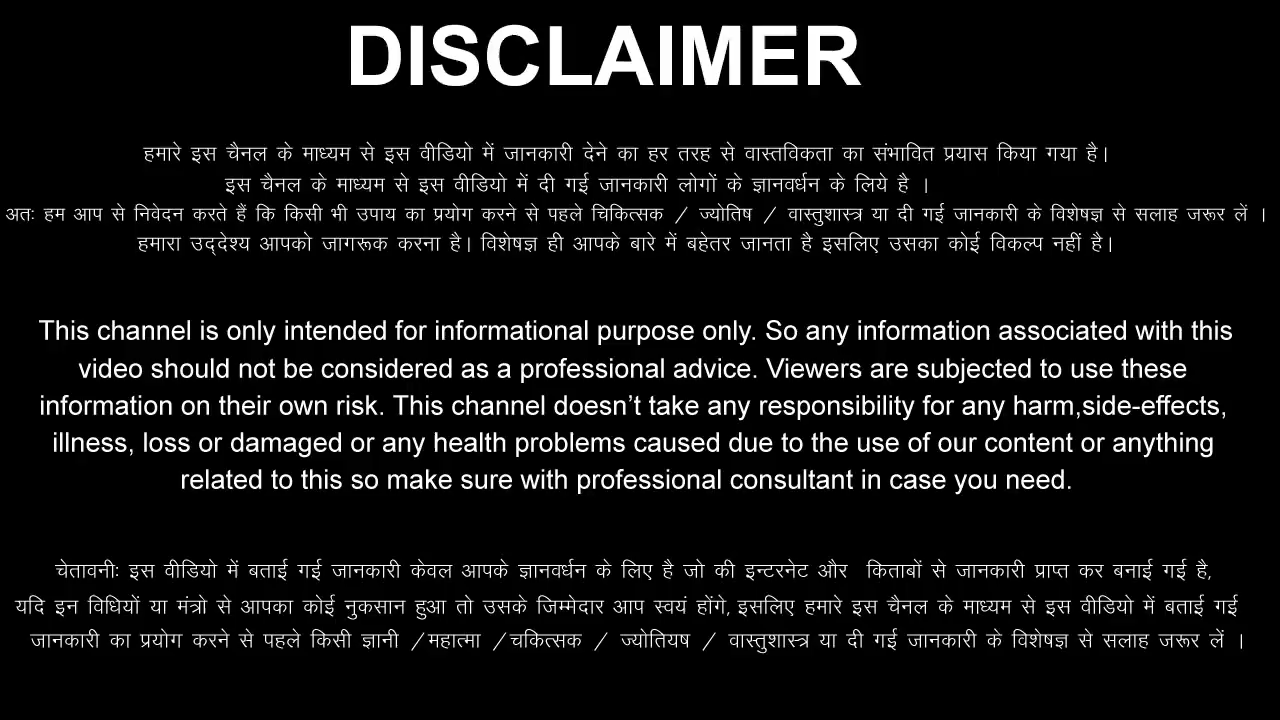 DISCLAIMER
हमारे इस चैनल के माध्यम से इस वीडियो में जानकारी देने का हर तरह से वास्तविकता का संभावित प्रयास किया गया है।
इस चैनल के माध्यम से इस वीडियो में दी गई जानकारी लोगों के ज्ञानवर्धन के लिये है ।
अतः हम आप से निवेदन करते हैं कि किसी भी उपाय का प्रयोग करने से पहले चिकित्सक / ज्योतिष / वास्तुशास्त्र या दी गई जानकारी के विशेषज्ञ से सलाह जरूर लें ।
हमारा उद्देश्य आपको जागरूक करना है। विशेषज्ञ ही आपके बारे में बहेतर जानता है इसलिए उसका कोई विकल्प नहीं है।
This channel is only intended for informational purpose only. So any information associated with this
video should not be considered as a professional advice. Viewers are subjected to use these
information on their own risk. This channel doesn’t take any responsibility for any harm,side-effects,
illness, loss or damaged or any health problems caused due to the use of our content or anything
related to this so make sure with professional consultant in case you need.
चेतावनीः इस वीडियो में बताई गई जानकारी केवल आपके ज्ञानवर्धन के लिए है जो की इन्टरनेट और किताबों से जानकारी प्राप्त कर बनाई गई है,
यदि इन विधियों या मंत्रो से आपका कोई नुकसान हुआ तो उसके जिम्मेदार आप स्वयं होंगे, इसलिए हमारे इस चैनल के माध्यम से इस वीडियो में बताई गई
जानकारी का प्रयोग करने से पहले किसी ज्ञानी /महात्मा /चकित्सक / ज्योतियष / वास्तुशास्त्र या दी गई जानकारी के विशेषज्ञ से सलाह जरूर लें ।